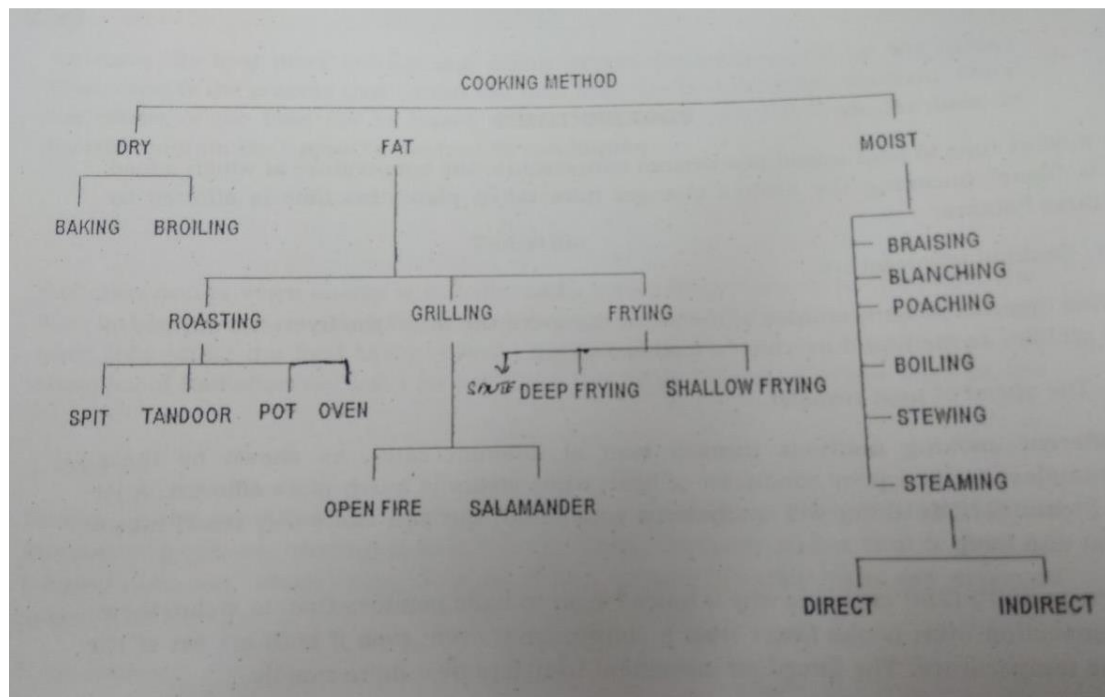 COOKING METHOD
DRY FAT MOIST
BAKING BROILING
BRAISING
BLANCHING
POACHING
ROASTING GRILLING FRYING
BOILING
SPIT TANDOOR POT OVEN
SAUTE DEEP FRYING SHALLOW FRYING
STEWING
STEAMING
OPEN FIRE SALAMANDER
DIRECT INDIRECT